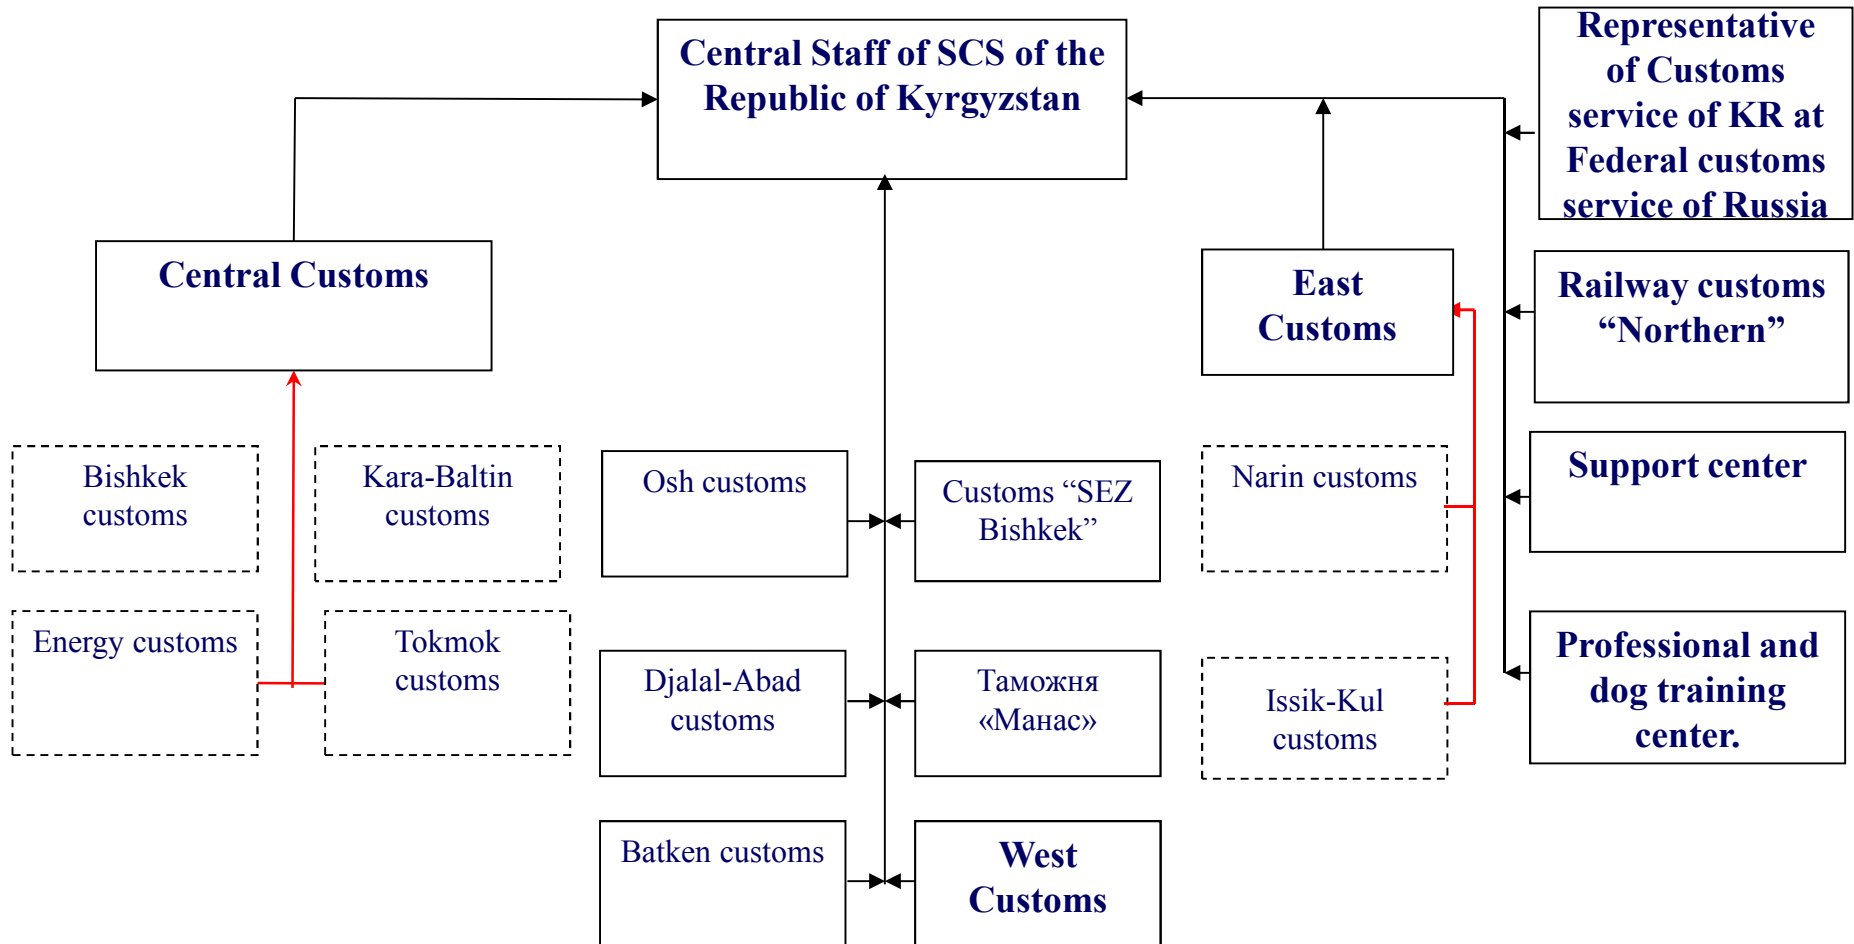 Central Staff of SCS of the
Republic of Kyrgyzstan
Representative
of Customs
service of KR at
Federal customs
service of Russia
Central Customs
East
Customs
Railway customs
“Northern”
Bishkek
customs
Kara-Baltin
customs
Osh customs
Customs “SEZ
Bishkek”
Narin customs
Support center
Energy customs
Tokmok
customs
Djalal-Abad
customs
Таможня
«Манас»
Issik-Kul
customs
Professional and
dog training
center.
Batken customs
West
Customs